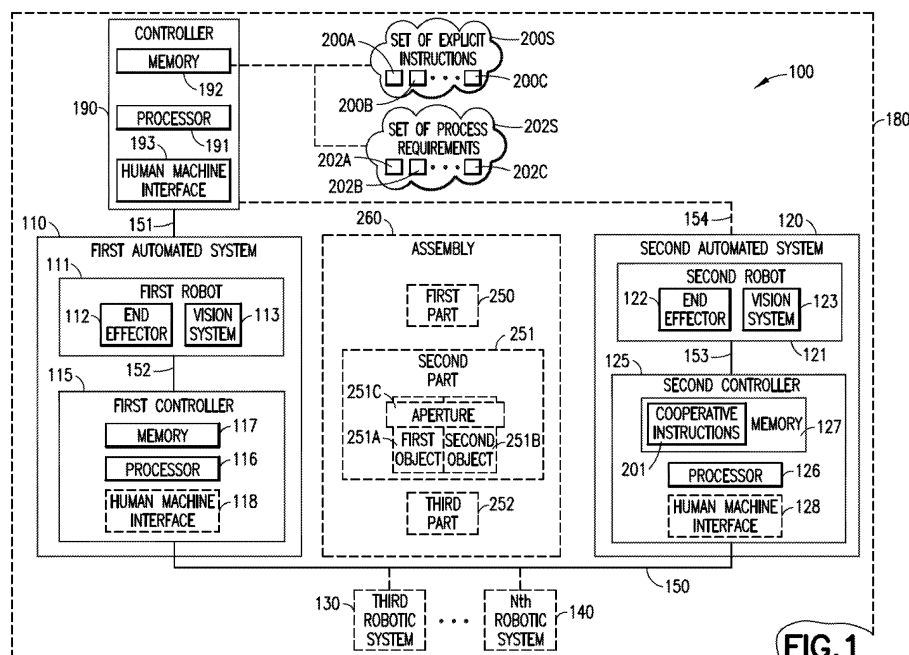 CONTROLLER
MEMORY
192
190
PROCESSOR
191
193
HUMAN MACHINE
INTERFACE
200A
SET OF EXPLICIT
INSTRUCTIONS
200S
200B
200C
202S
SET OF PROCESS
REQUIREMENTS
202A
202B
202C
100
180
151
154
110
FIRST AUTOMATED SYSTEM
111
FIRST ROBOT
112
END
EFFECTOR
VISION
SYSTEM
113
152
115
FIRST CONTROLLER
MEMORY
117
PROCESSOR
116
HUMAN MACHINE
INTERFACE
118
260
ASSEMBLY
FIRST
PART
250
251
SECOND
PART
251C
APERTURE
251A
FIRST
OBJECT
SECOND
OBJECT
251B
THIRD
PART
252
120
SECOND AUTOMATED SYSTEM
SECOND ROBOT
122
END
EFFECTOR
VISION
SYSTEM
123
153
121
125
SECOND CONTROLLER
COOPERATIVE
INSTRUCTIONS
MEMORY
127
201
PROCESSOR
126
HUMAN MACHINE
INTERFACE
128
150
130
THIRD
ROBOTIC
SYSTEM
Nth
ROBOTIC
SYSTEM
140
FIG.1